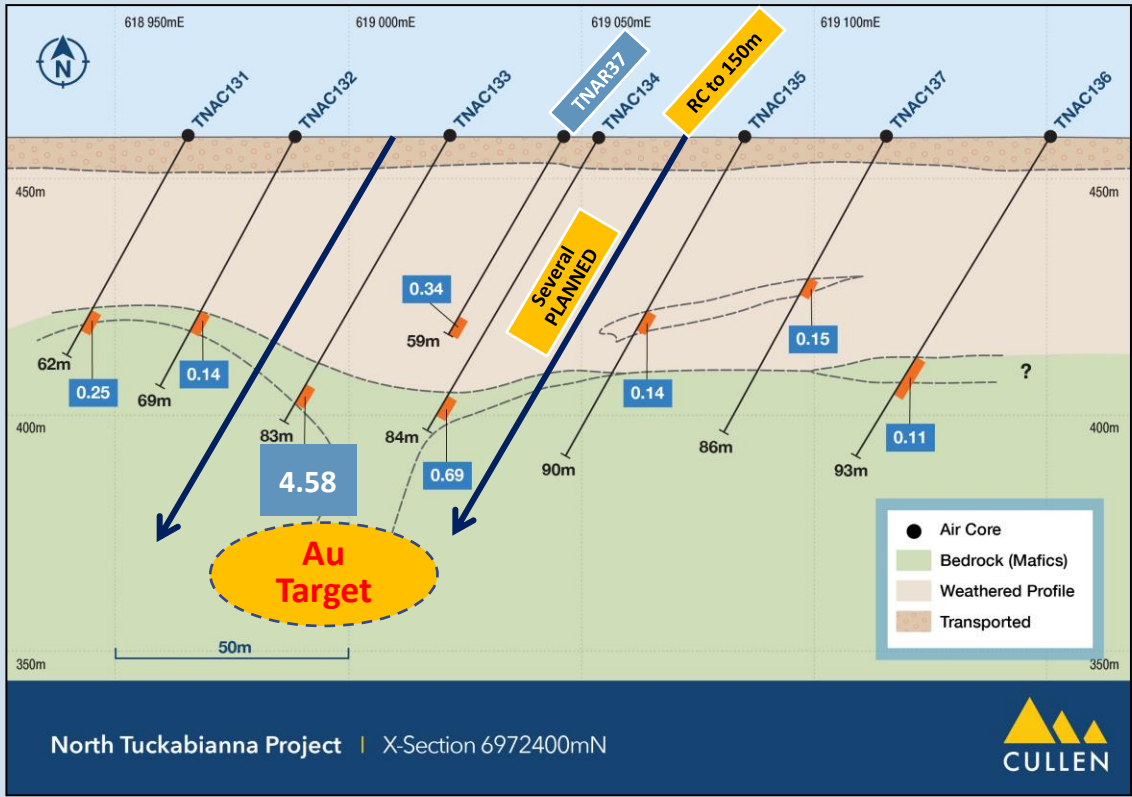 618 950mE
619 000mE
619 050mE
619 100mE
N
TNAC131
TNAC132
TNAC133
TNAR37
TNAC134
RC to 150m
TNAC135
TNAC137
TNAC136
450m
450m
Several
PLANNED
0.34
59m
0.15
0.14
62m
0.25
0.14
69m
?
83m
84m
0.14
0.11
400m
400m
4.58
0.69
90m
86m
93m
Au
Target
Air Core
Bedrock (Mafics)
Weathered Profile
Transported
50m
350m
350m
North Tuckabianna Project | X-Section 6972400mN
CULLEN